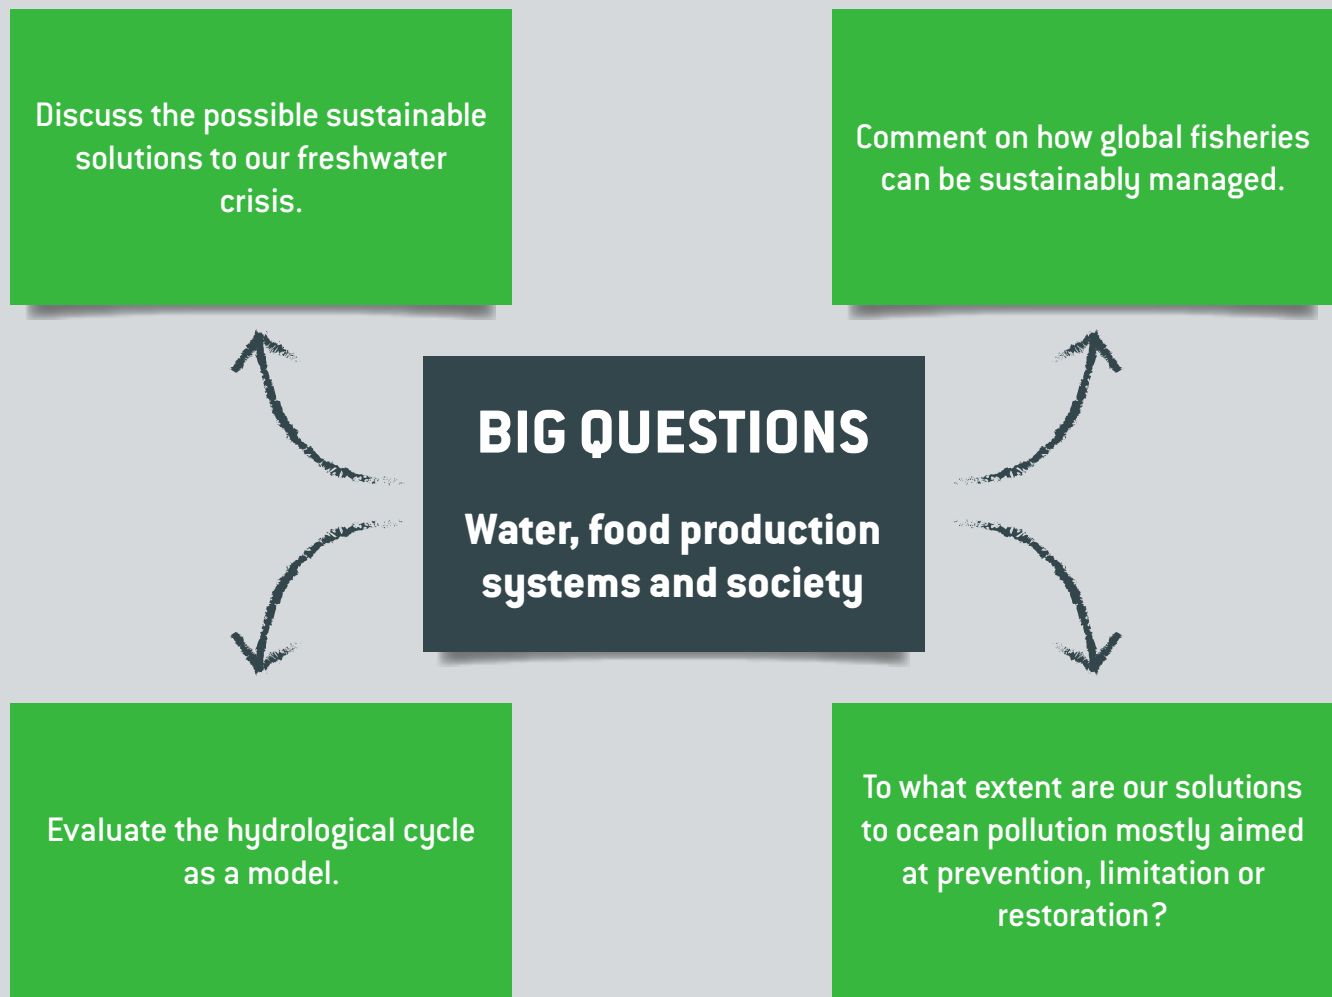 Discuss the possible sustainable
solutions to our freshwater
crisis.
Comment on how global fisheries
can be sustainably managed.
BIG QUESTIONS
Water, food production
systems and society
Evaluate the hydrological cycle
as a model.
To what extent are our solutions
to ocean pollution mostly aimed
at prevention, limitation or
restoration?